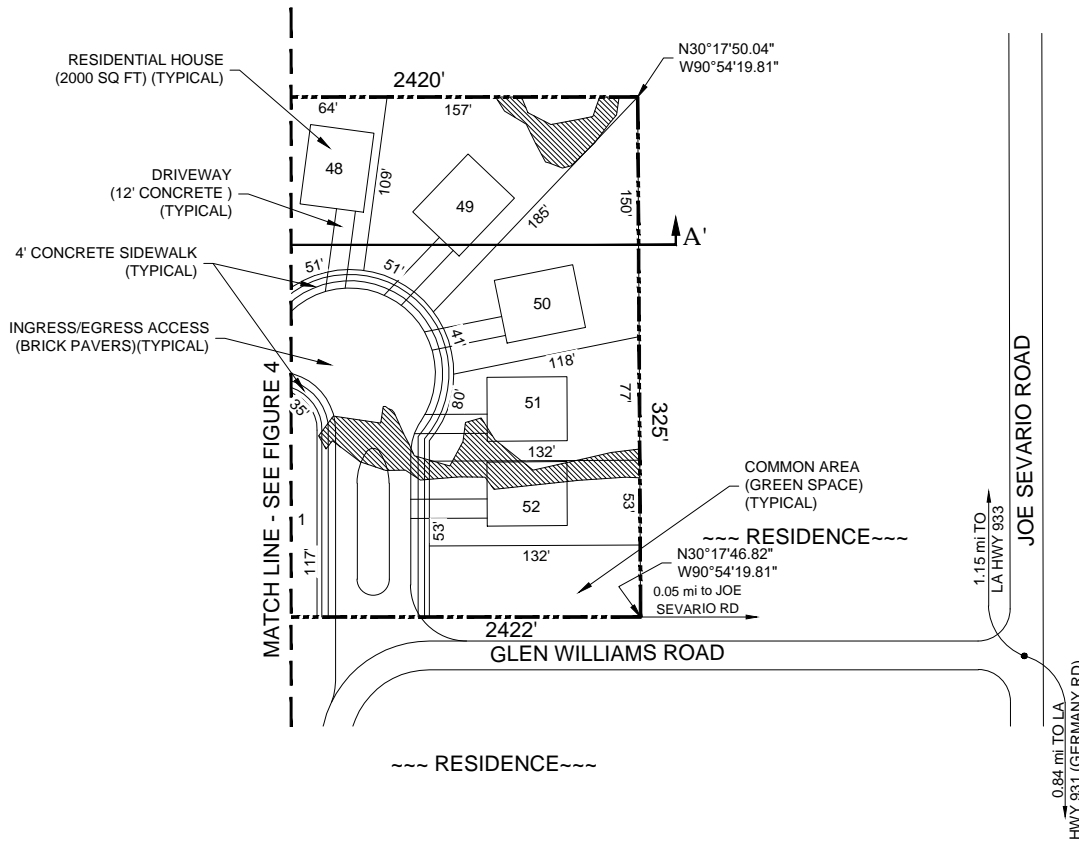 N30°17'50.04"
W90°54'19.81"
RESIDENTIAL HOUSE
(2000 SQ FT) (TYPICAL)
2420'
64'
157'
48
109'
DRIVEWAY
(12' CONCRETE )
(TYPICAL)
49
185'
150'
A'
4' CONCRETE SIDEWALK
(TYPICAL)
51'
51'
50
INGRESS/EGRESS ACCESS
(BRICK PAVERS)(TYPICAL)
41'
118'
MATCH LINE - SEE FIGURE 4
35'
80'
51
77'
325'
JOE SEVARIO ROAD
132'
COMMON AREA
(GREEN SPACE)
(TYPICAL)
52
53'
53'
1
117'
132'
~~~ RESIDENCE~~~
N30°17'46.82"
W90°54'19.81"
0.05 mi to JOE
SEVARIO RD
1.15 mi TO
LA HWY 933
2422'
GLEN WILLIAMS ROAD
0.84 mi TO LA
HWY 931 (GERMANY RD)
~~~ RESIDENCE~~~